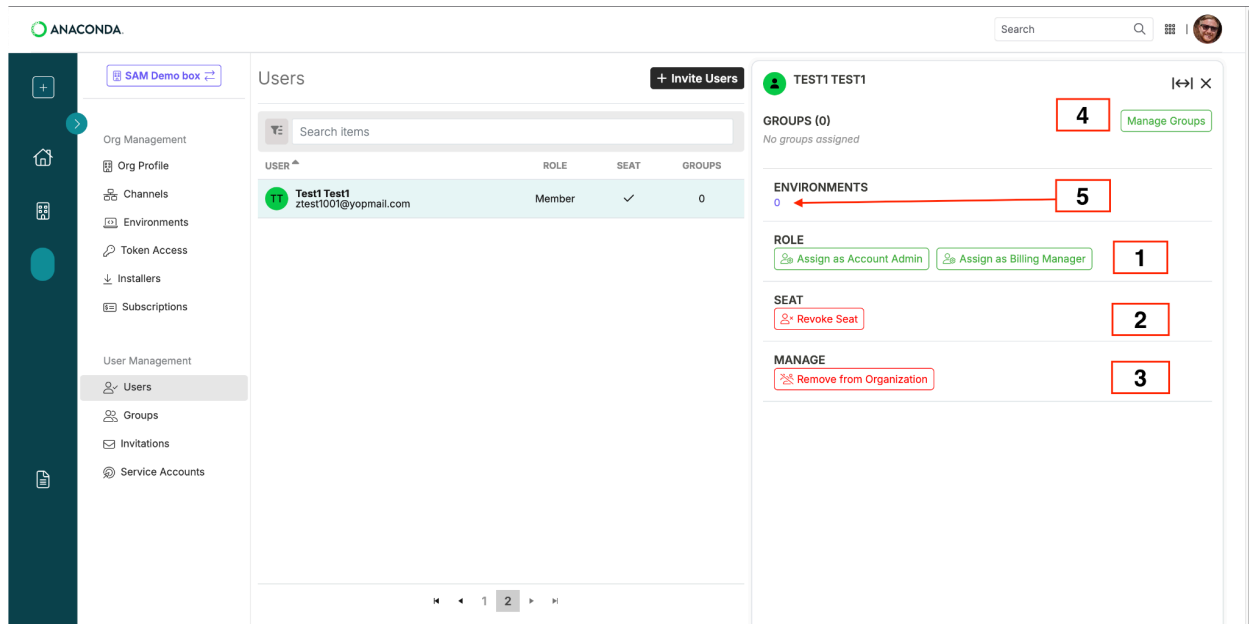 ANACONDA.
Search
SAM Demo box
Org Management
Org Profile
Channels
Environments
Token Access
Installers
Subscriptions
User Management
Users
Groups
Invitations
Service Accounts
Users
+ Invite Users
Search items
USER ROLE SEAT GROUPS
TT Test1 Test1 Member 0
ztest1001@yopmail.com
1 2
TEST1 TEST1
GROUPS (0) 4 Manage Groups
No groups assigned
ENVIRONMENTS
0 5
ROLE
Assign as Account Admin Assign as Billing Manager 1
SEAT
Revoke Seat 2
MANAGE
Remove from Organization 3